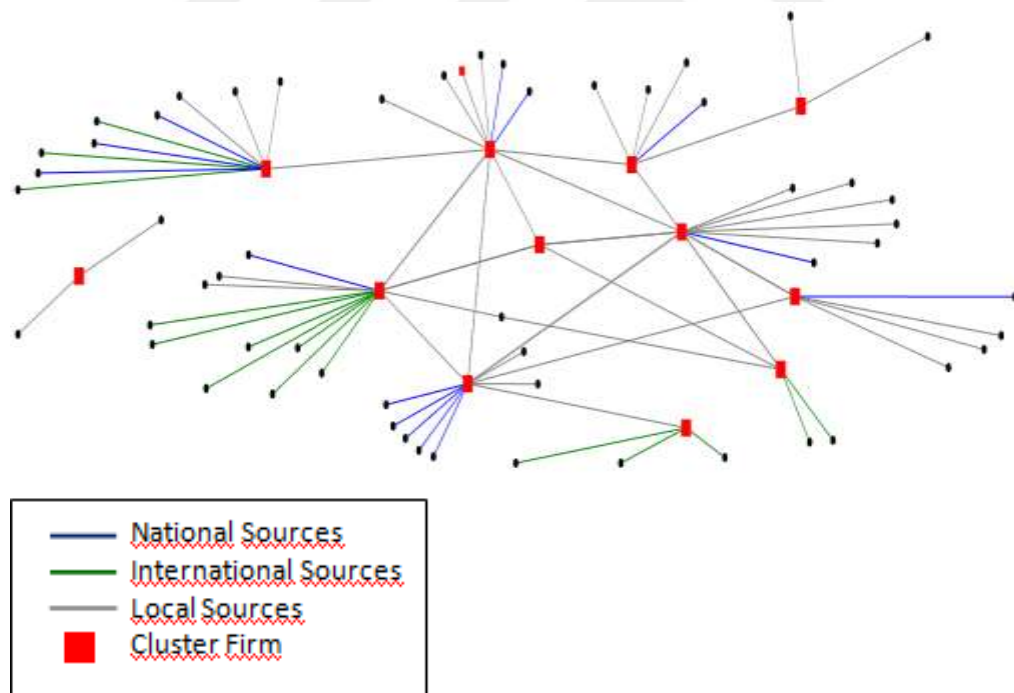 National Sources
International Sources
Local Sources
Cluster Firm